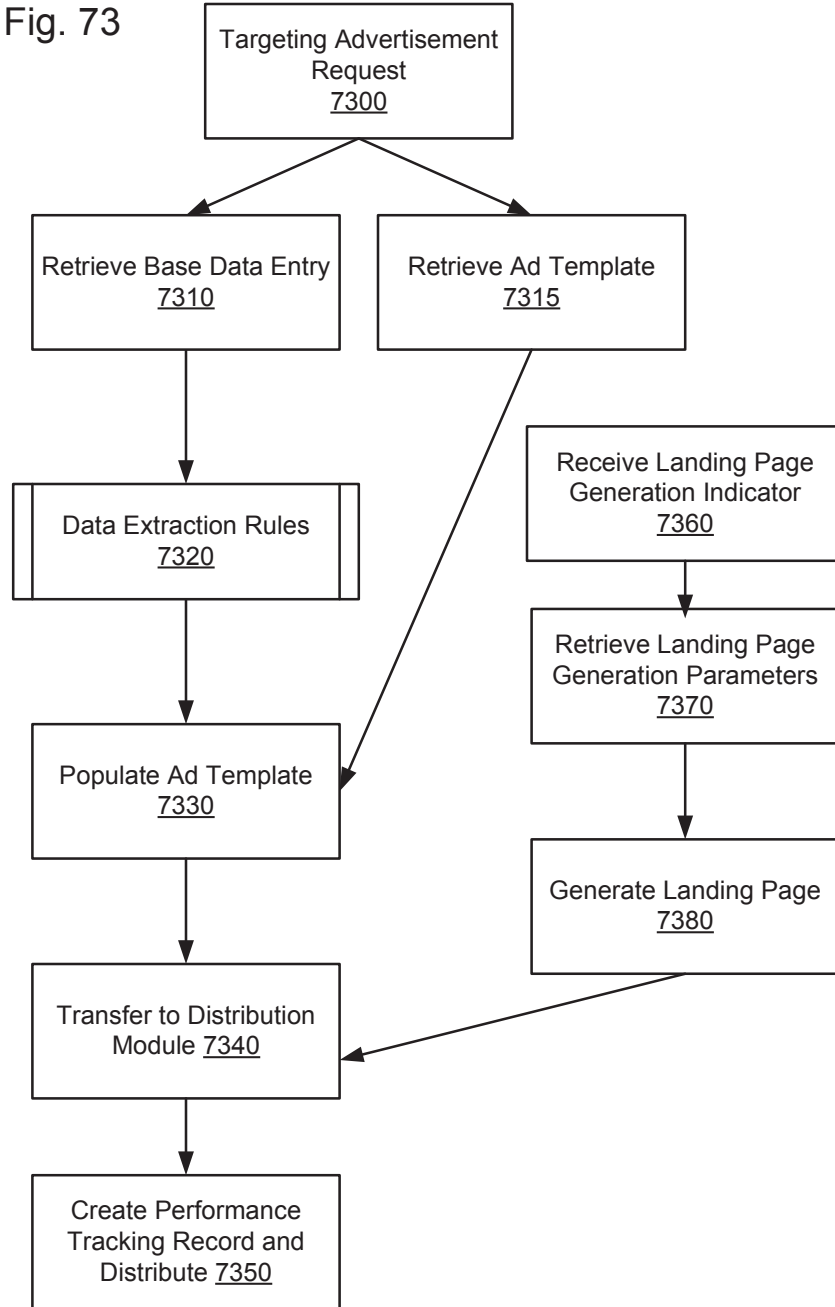 Fig. 73
Targeting Advertisement
Request
7300
Retrieve Base Data Entry
7310
Retrieve Ad Template
7315
Receive Landing Page
Generation Indicator
7360
Data Extraction Rules
7320
Retrieve Landing Page
Generation Parameters
7370
Populate Ad Template
7330
Generate Landing Page
7380
Transfer to Distribution
Module 7340
Create Performance
Tracking Record and
Distribute 7350